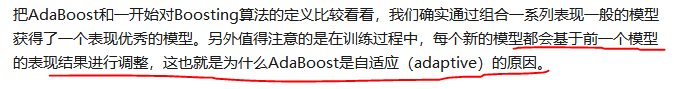 把AdaBoost和一开始对Boosting算法的定义比较看看，我们确实通过组合一系列表现一般的模型
获得了一个表现优秀的模型。另外值得注意的是在训练过程中，每个新的模型都会基于前一个模型
的表现结果进行调整，这也就是为什么AdaBoost是自适应（adaptive）的原因。